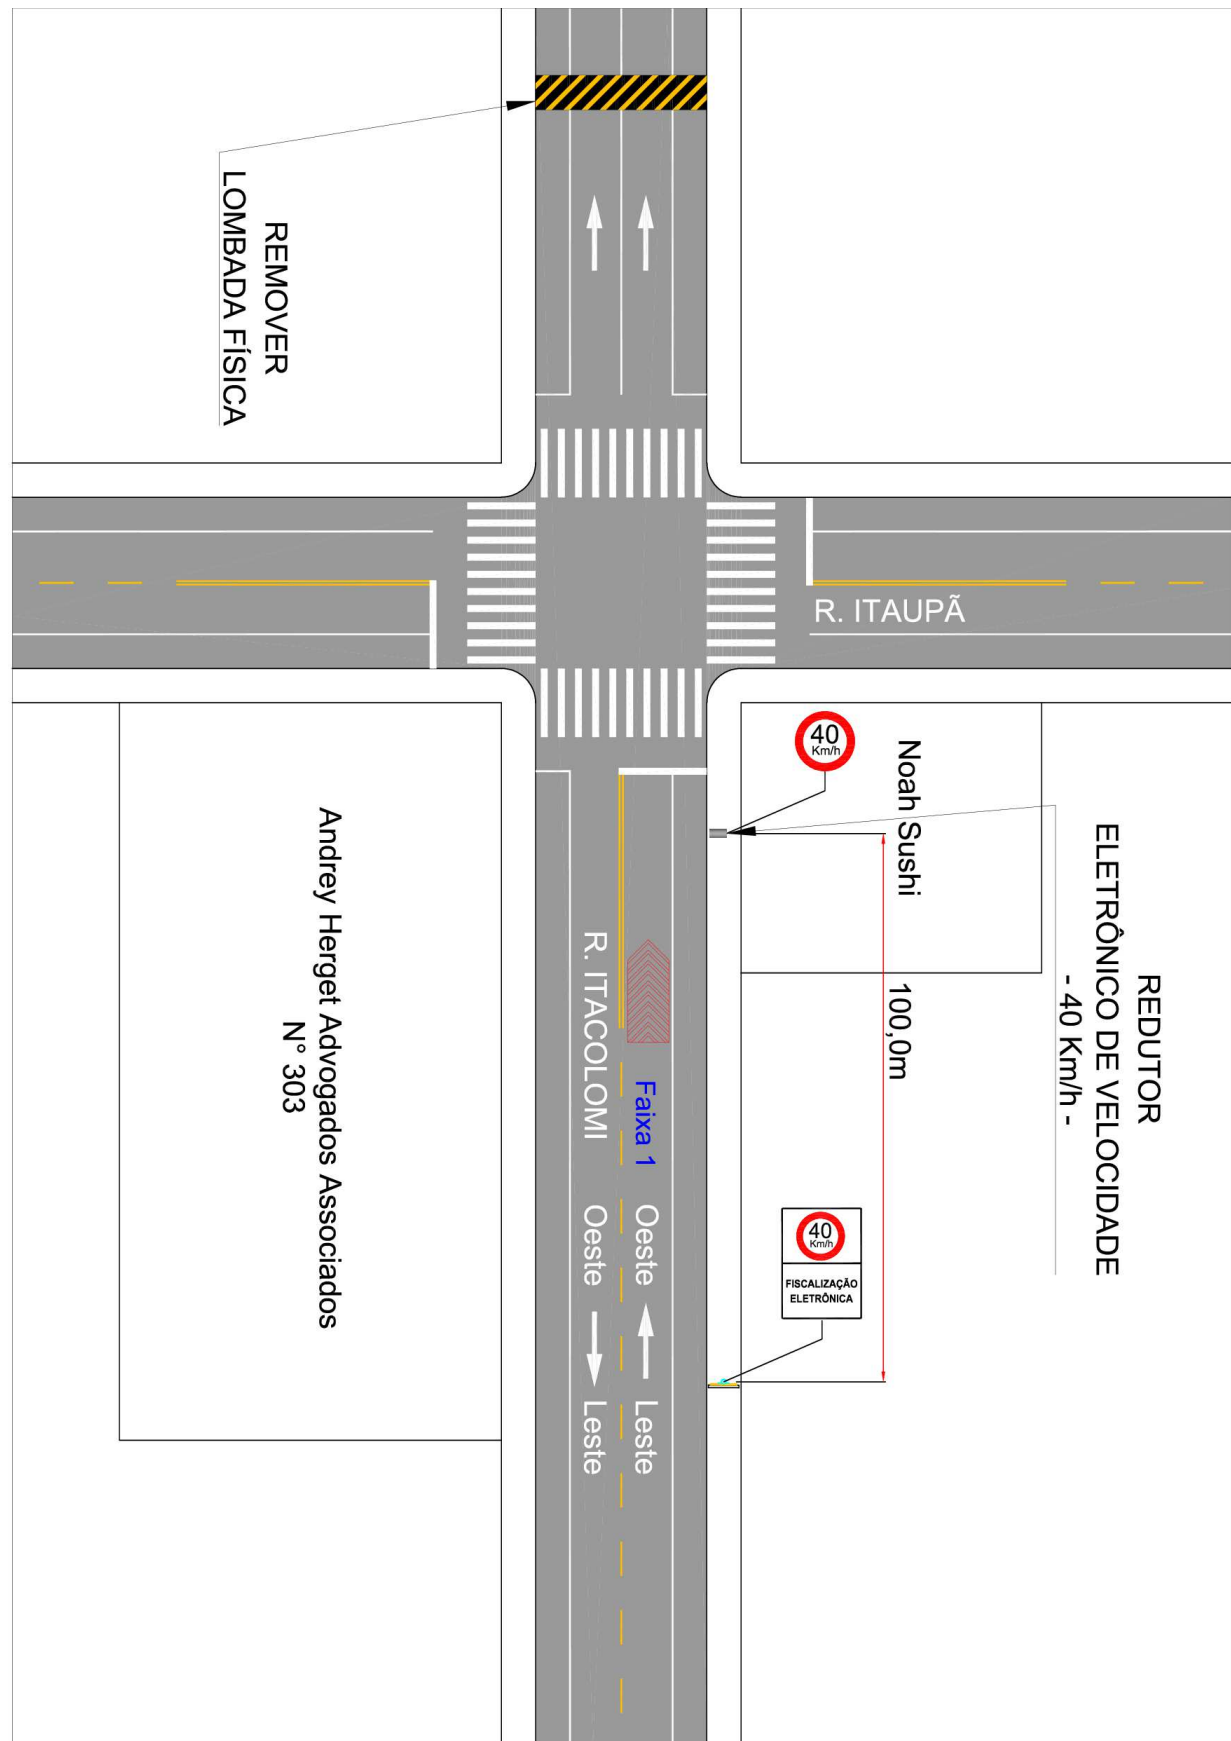 REMOVER
LOMBADA FÍSICA
R. ITAUPÃ
40
Km/h
Noah Sushi
REDUTOR
ELETRÔNICO DE VELOCIDADE
- 40 Km/h -
100,0m
R. ITACOLOMI
Faixa 1
Oeste
Leste
Oeste
Leste
40
Km/h
FISCALIZAÇÃO
ELETRÔNICA
Andrey Herget Advogados Associados
N° 303